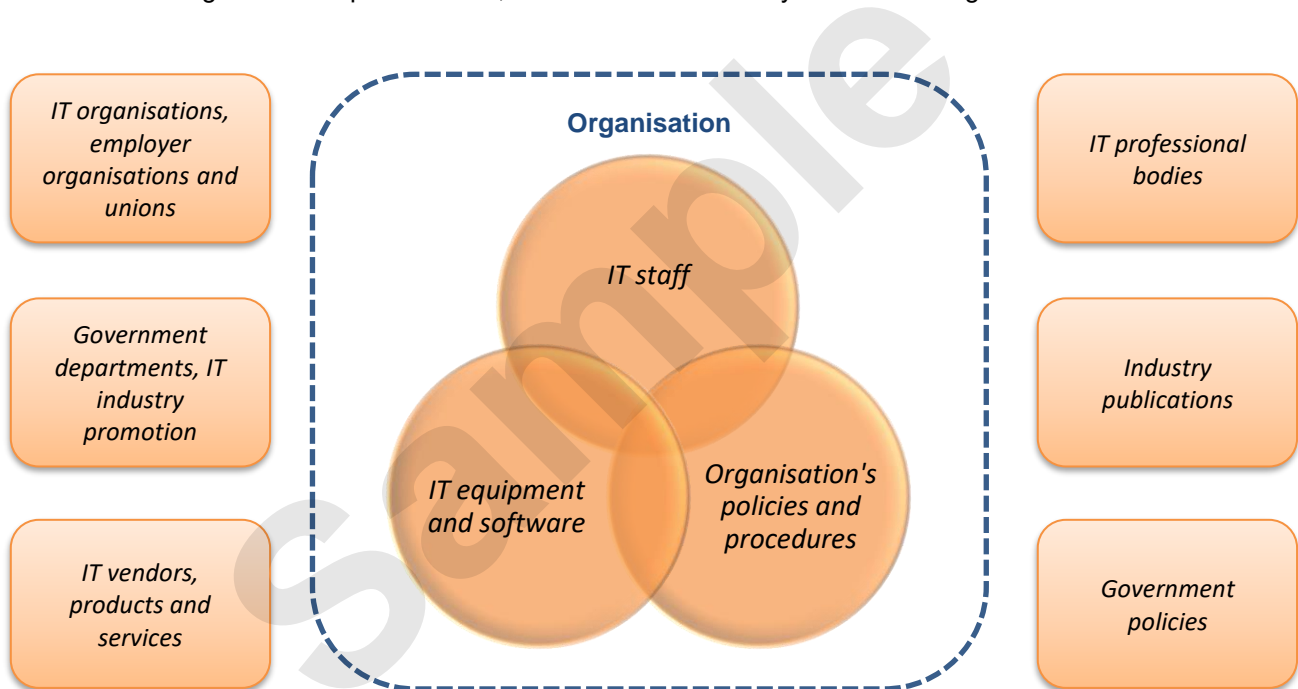 Organisation
IT organisations,
employer
organisations and
unions
Government
departments, IT
industry
promotion
IT vendors,
products and
services
IT staff
IT equipment
and software
Organisation's
policies and
procedures
IT professional
bodies
Industry
publications
Government
policies
Sample